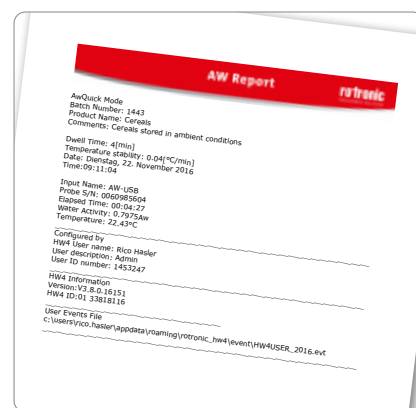 AW Report
rotronic
AwQuick Mode
Batch Number: 1443
Product Name: Cereals
Comments: Cereals stored in ambient conditions
Dwell Time: 4[min]
Temperature stability: 0.04[°C/min]
Date: Dienstag, 22. November 2016
Time:09:11:04
Input Name: AW-USB
Probe S/N: 0060985604
Elapsed Time: 00:04:27
Water Activity: 0.7975Aw
Temperature: 22.43°C
Configured by
HW4 User name: Rico Hasler
User description: Admin
User ID number: 1453247
HW4 Information
Version:V3.8.0.16151
HW4 ID:01 33818116
User Events File
c:\users\rico.hasler\appdata\roaming\rotronic_hw4\event\HW4USER_2016.evt